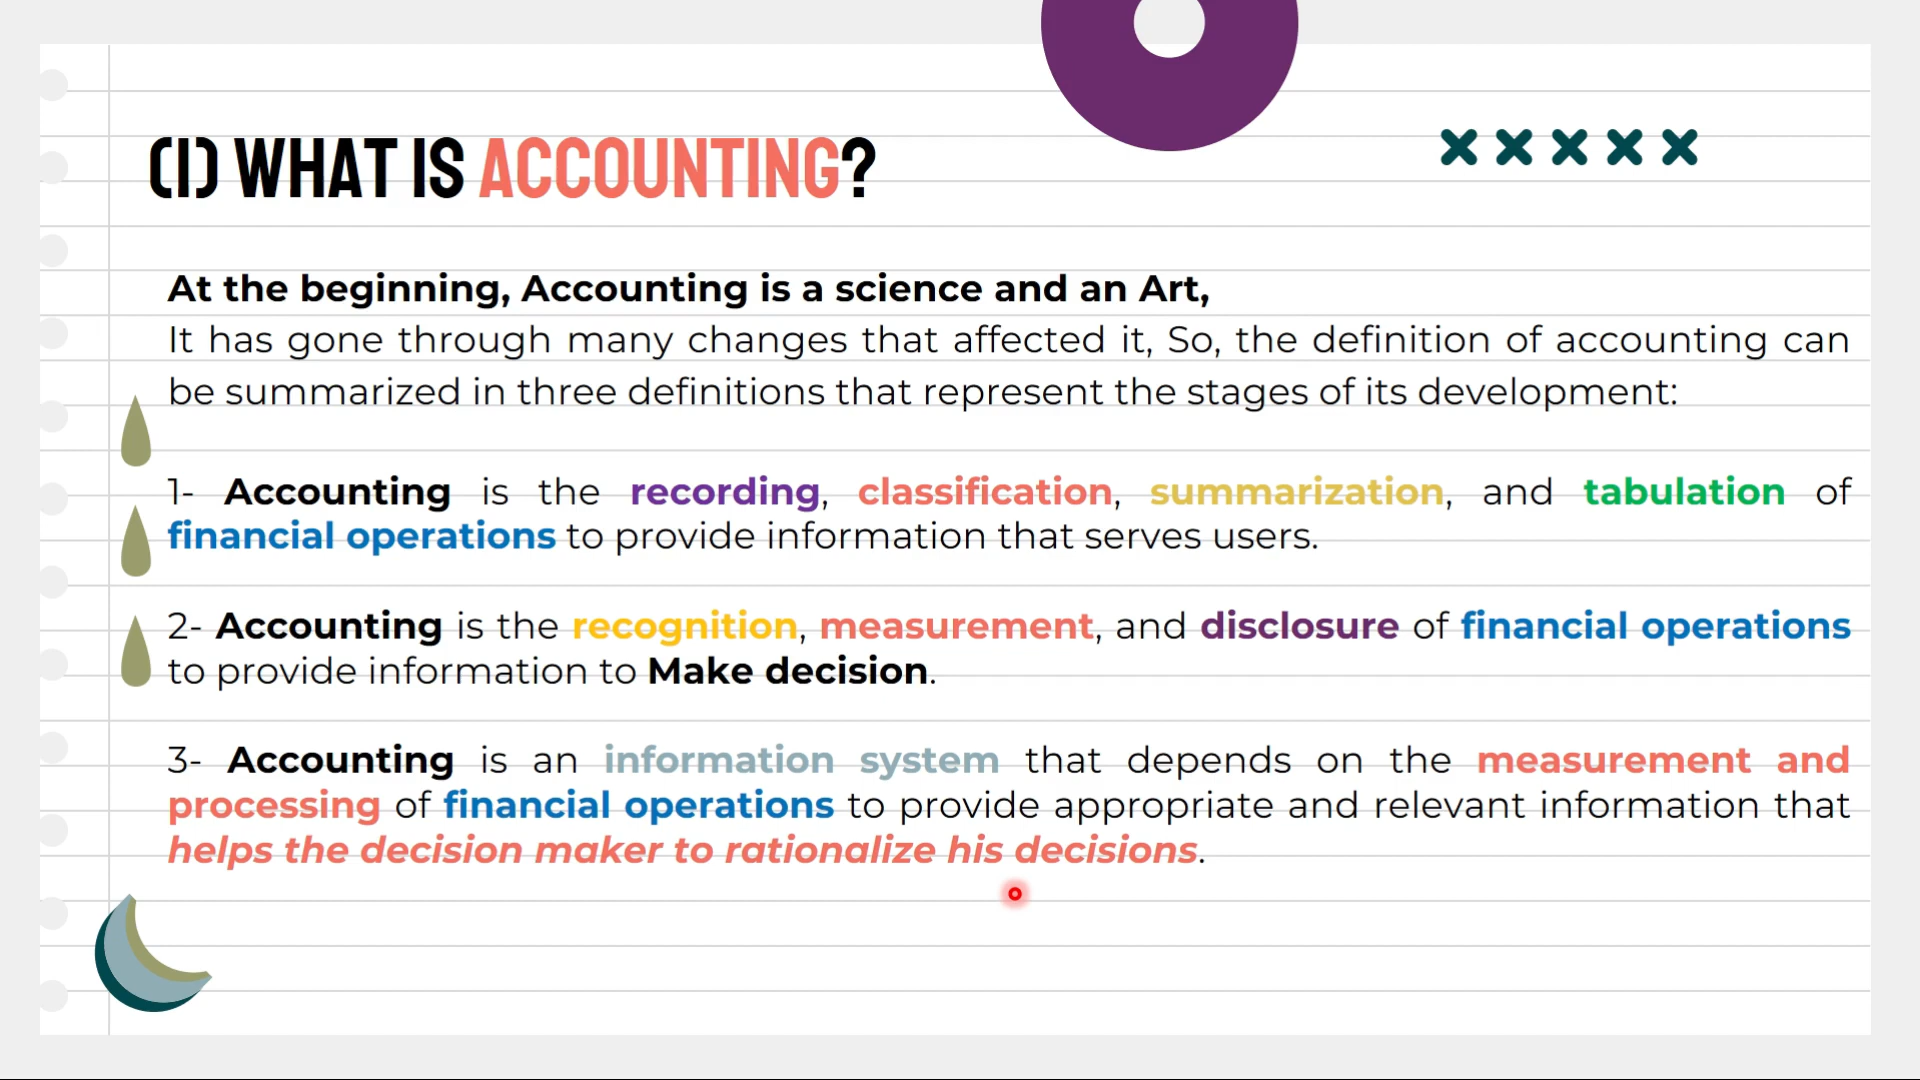 (1) WHAT IS ACCOUNTING?
At the beginning, Accounting is a science and an Art,
It has gone through many changes that affected it, So, the definition of accounting can
be summarized in three definitions that represent the stages of its development:
1- Accounting is the recording, classification, summarization, and tabulation of
financial operations to provide information that serves users.
2- Accounting is the recognition, measurement, and disclosure of financial operations
to provide information to Make decision.
3- Accounting is an information system that depends on the measurement and
processing of financial operations to provide appropriate and relevant information that
helps the decision maker to rationalize his decisions.